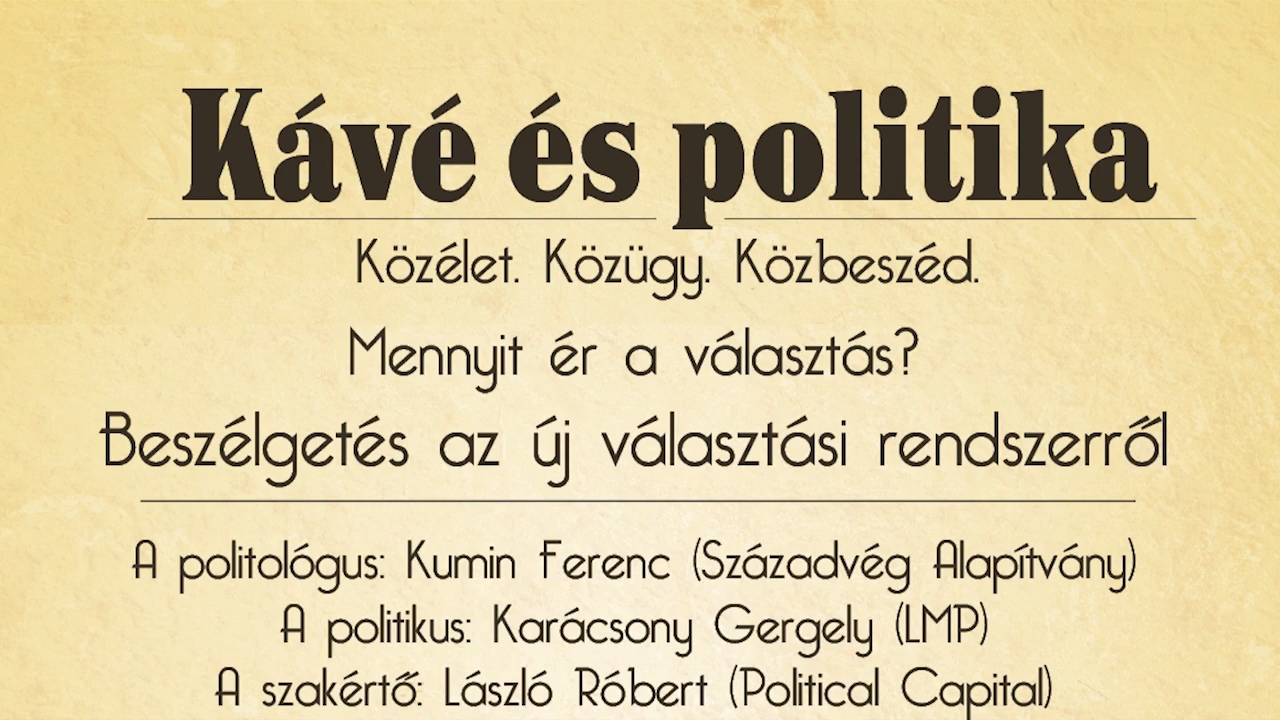 Kávé és politika
Közélet. Közügy. Közbeszéd.
Mennyit ér a választás?
Beszélgetés az új választási rendszerről
A politológus: Kumin Ferenc (Századvég Alapítvány)
A politikus: Karácsony Gergely (LMP)
A szakértő: László Róbert (Political Capital)